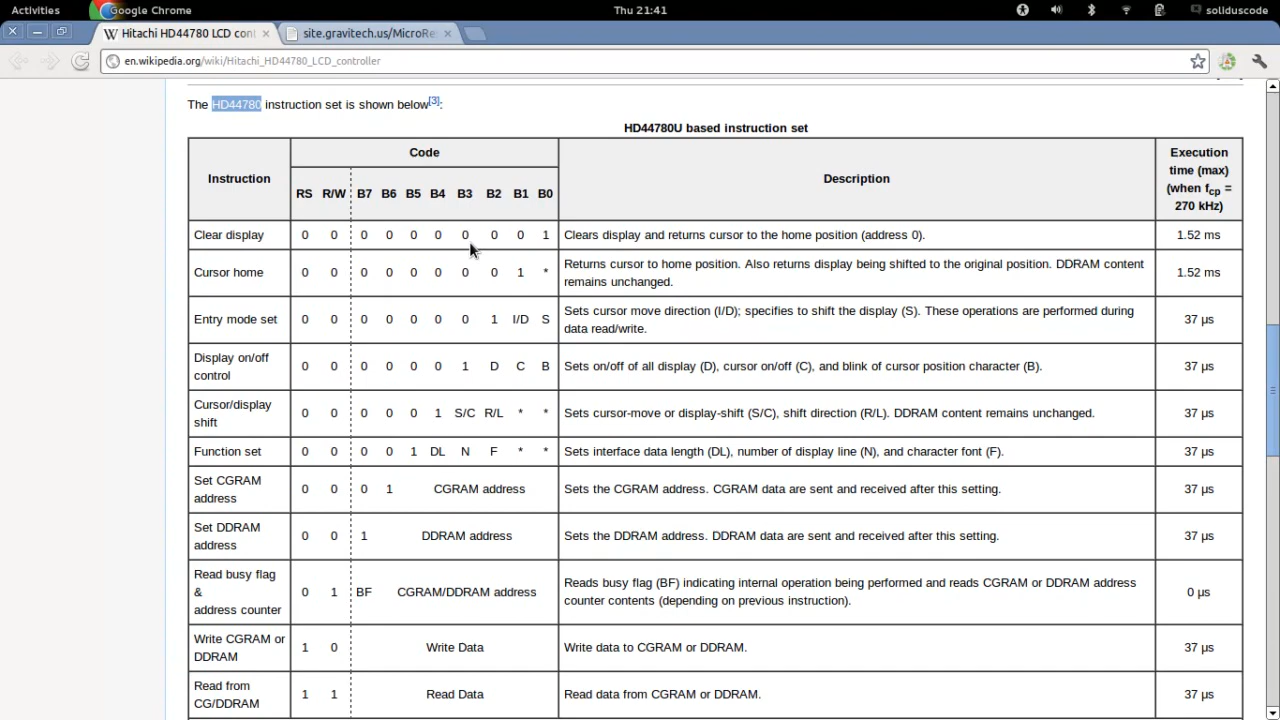 Activities
Google Chrome
Thu 21:41
soliduscode
Hitachi HD44780 LCD cont
site.gravitech.us/MicroRe
en.wikipedia.org/wiki/Hitachi_HD44780_LCD_controller
The HD44780 instruction set is shown below[3]:
HD44780U based instruction set
Instruction
Code
Description
Execution
time (max)
(when fcp =
270 kHz)
RS R/W B7 B6 B5 B4 B3 B2 B1 B0
Clear display 0 0 0 0 0 0 0 0 0 1 Clears display and returns cursor to the home position (address 0). 1.52 ms
Cursor home 0 0 0 0 0 0 0 0 1 * Returns cursor to home position. Also returns display being shifted to the original position. DDRAM content
remains unchanged. 1.52 ms
Entry mode set 0 0 0 0 0 0 0 1 I/D S Sets cursor move direction (I/D); specifies to shift the display (S). These operations are performed during
data read/write. 37 µs
Display on/off
control 0 0 0 0 0 0 1 D C B Sets on/off of all display (D), cursor on/off (C), and blink of cursor position character (B). 37 µs
Cursor/display
shift 0 0 0 0 0 1 S/C R/L * * Sets cursor-move or display-shift (S/C), shift direction (R/L). DDRAM content remains unchanged. 37 µs
Function set 0 0 0 0 1 DL N F * * Sets interface data length (DL), number of display line (N), and character font (F). 37 µs
Set CGRAM
address 0 0 0 1 CGRAM address Sets the CGRAM address. CGRAM data are sent and received after this setting. 37 µs
Set DDRAM
address 0 0 1 DDRAM address Sets the DDRAM address. DDRAM data are sent and received after this setting. 37 µs
Read busy flag
&
address counter 0 1 BF CGRAM/DDRAM address Reads busy flag (BF) indicating internal operation being performed and reads CGRAM or DDRAM address
counter contents (depending on previous instruction). 0 µs
Write CGRAM or
DDRAM 1 0 Write Data Write data to CGRAM or DDRAM. 37 µs
Read from
CG/DDRAM 1 1 Read Data Read data from CGRAM or DDRAM. 37 µs